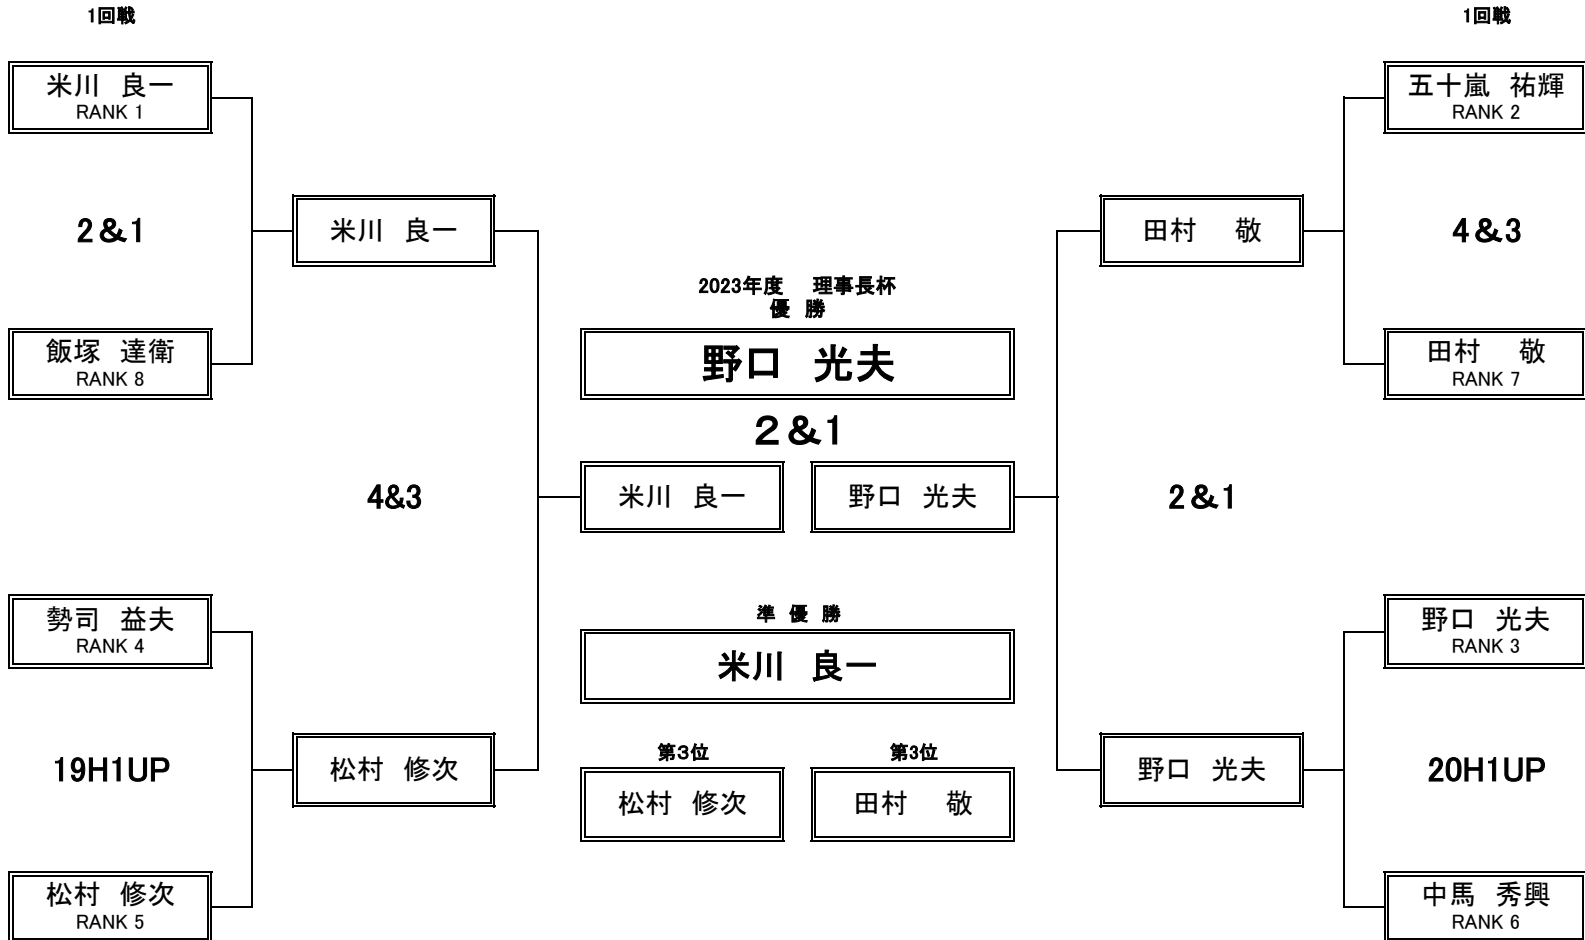 1回戦
1回戦
米川 良一
RANK 1
五十嵐 祐輝
RANK 2
2&1
米川 良一
田村 敬
4&3
2023年度 理事長杯
優 勝
飯塚 達衛
RANK 8
野口 光夫
田村 敬
RANK 7
2&1
4&3
米川 良一
野口 光夫
2&1
勢司 益夫
RANK 4
準 優 勝
野口 光夫
RANK 3
米川 良一
第3位
第3位
19H1UP
松村 修次
松村 修次
田村 敬
野口 光夫
20H1UP
松村 修次
RANK 5
中馬 秀興
RANK 6